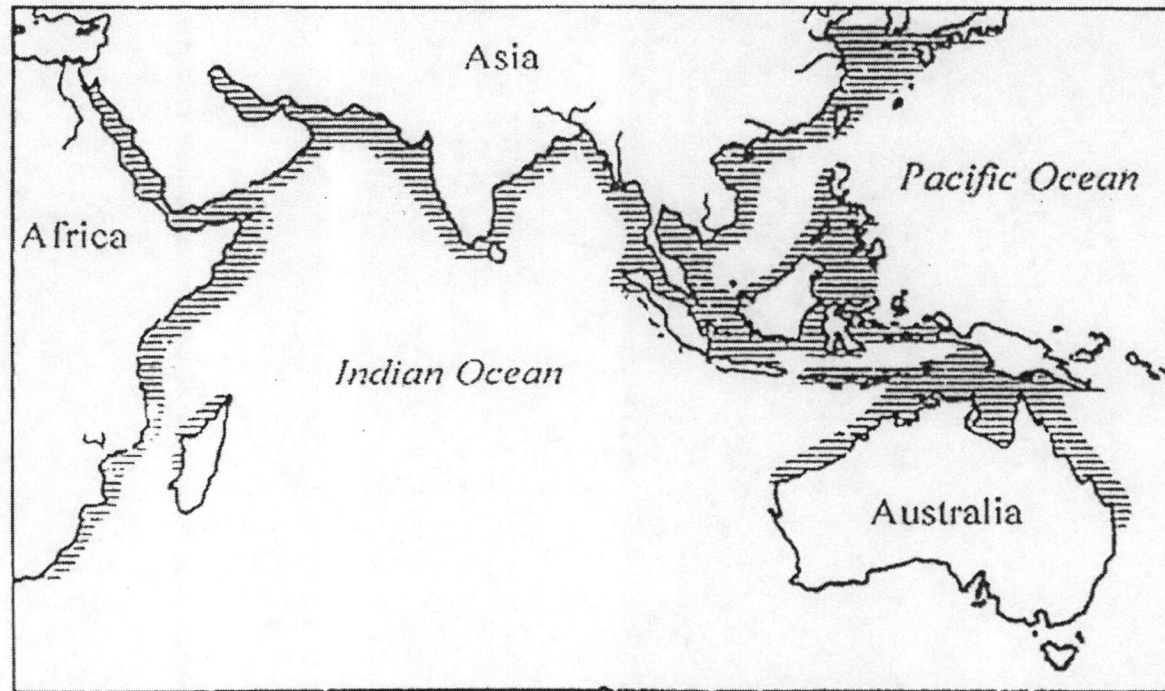 Asia
Pacific Ocean
Africa
Indian Ocean
Australia